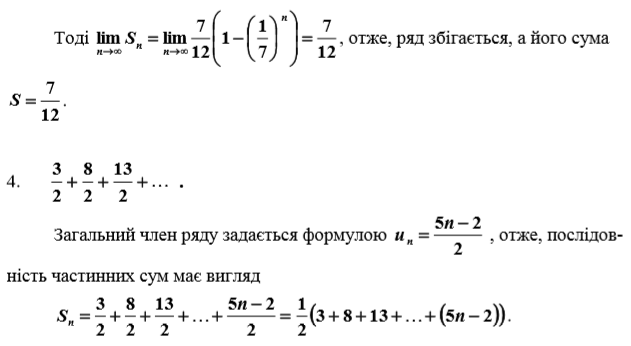 Тоді lim_{n→∞} S_n = lim_{n→∞} 7/12 (1 − (1/7)^n) = 7/12, отже, ряд збігається, а його сума
S = 7/12.
4. 3/2 + 8/2 + 13/2 + … .
Загальний член ряду задається формулою u_n = (5n − 2)/2 , отже, послідов-
ність частинних сум має вигляд
S_n = 3/2 + 8/2 + 13/2 + … + (5n − 2)/2 = 1/2 (3 + 8 + 13 + … + (5n − 2)).